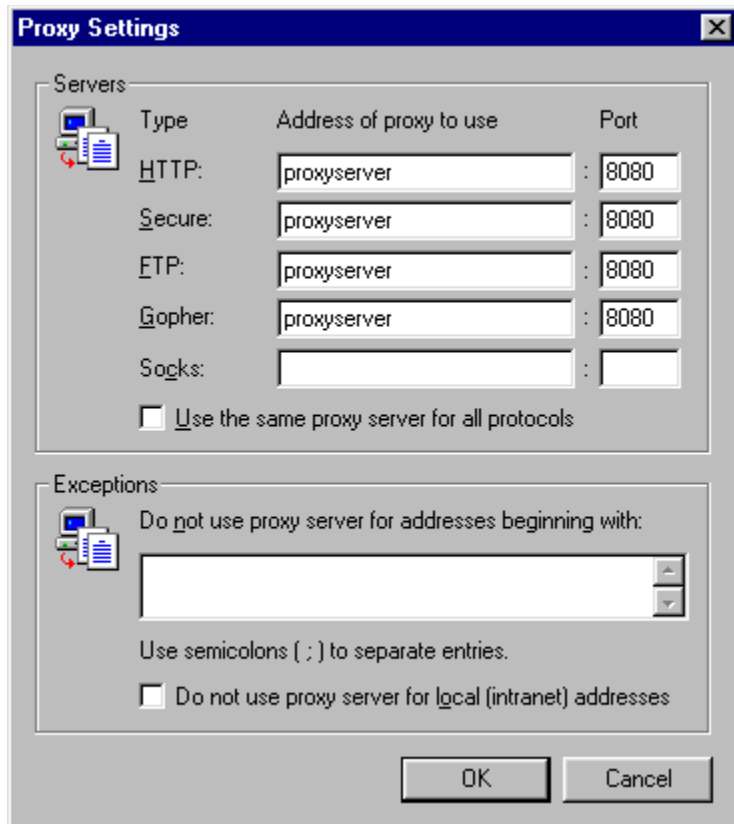 Proxy Settings
Servers
Type Address of proxy to use Port
HTTP: proxyserver : 8080
Secure: proxyserver : 8080
FTP: proxyserver : 8080
Gopher: proxyserver : 8080
Socks: :
Use the same proxy server for all protocols
Exceptions
Do not use proxy server for addresses beginning with:
Use semicolons ( ; ) to separate entries.
Do not use proxy server for local (intranet) addresses
OK Cancel